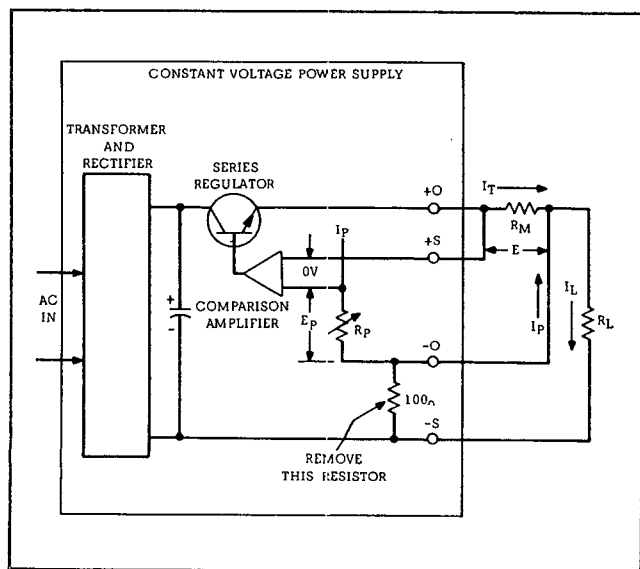 CONSTANT VOLTAGE POWER SUPPLY
TRANSFORMER
AND
RECTIFIER
SERIES
REGULATOR
+O
I_T
R_M
I_P
+S
E
0V
AC
IN
+
-
COMPARISON
AMPLIFIER
E_P
R_P
I_P
I_L
R_L
-O
100Ω
-S
REMOVE
THIS RESISTOR